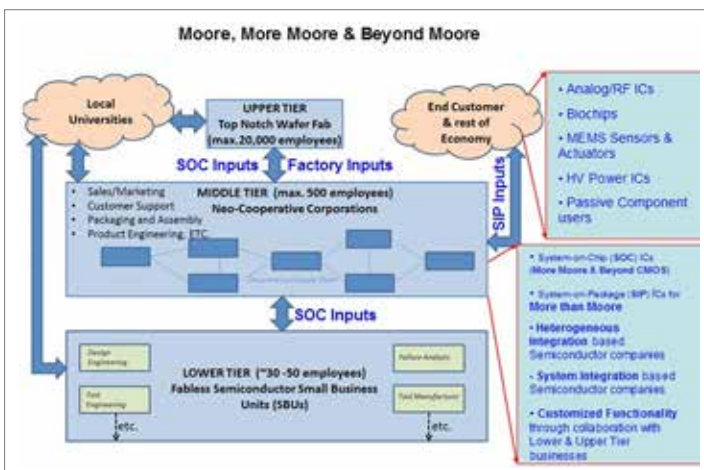 Moore, More Moore & Beyond Moore
Local
Universities
UPPER TIER
Top Notch Wafer Fab
(max.20,000 employees)
End Customer
& rest of
Economy
• Analog/RF ICs
• Biochips
• MEMS Sensors &
Actuators
• HV Power ICs
• Passive Component
users
SOC Inputs
Factory Inputs
SIP Inputs
MIDDLE TIER (max. 500 employees)
Neo-Cooperative Corporations
• Sales/Marketing
• Customer Support
• Packaging and Assembly
• Product Engineering, ETC
• System-on-Chip (SOC) ICs
(More Moore & Beyond CMOS)
• System-on-Package (SIP) ICs for
More than Moore
• Heterogeneous
Integration based
Semiconductor companies
• System Integration based
Semiconductor companies
• Customized Functionality
through collaboration with
Lower & Upper Tier
businesses
SOC Inputs
LOWER TIER (~30 -50 employees)
Fabless Semiconductor Small Business
Units (SBUs)
Design
Engineering
Test
Engineering
Failure Analysis
Tool Manufacturer
etc.
etc.